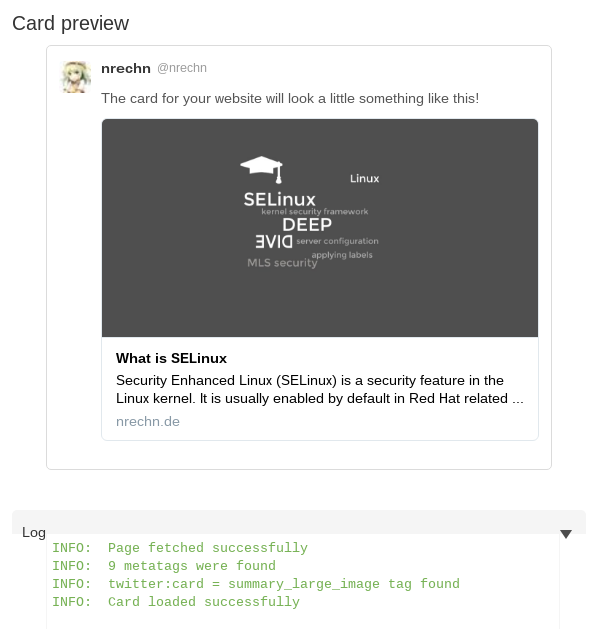 Card preview
nrechn @nrechn
The card for your website will look a little something like this!
Linux
SELinux
kernel security framework
DEEP
DIVE server configuration
applying labels
MLS security
What is SELinux
Security Enhanced Linux (SELinux) is a security feature in the
Linux kernel. It is usually enabled by default in Red Hat related ...
nrechn.de
Log
INFO:  Page fetched successfully
INFO:  9 metatags were found
INFO:  twitter:card = summary_large_image tag found
INFO:  Card loaded successfully